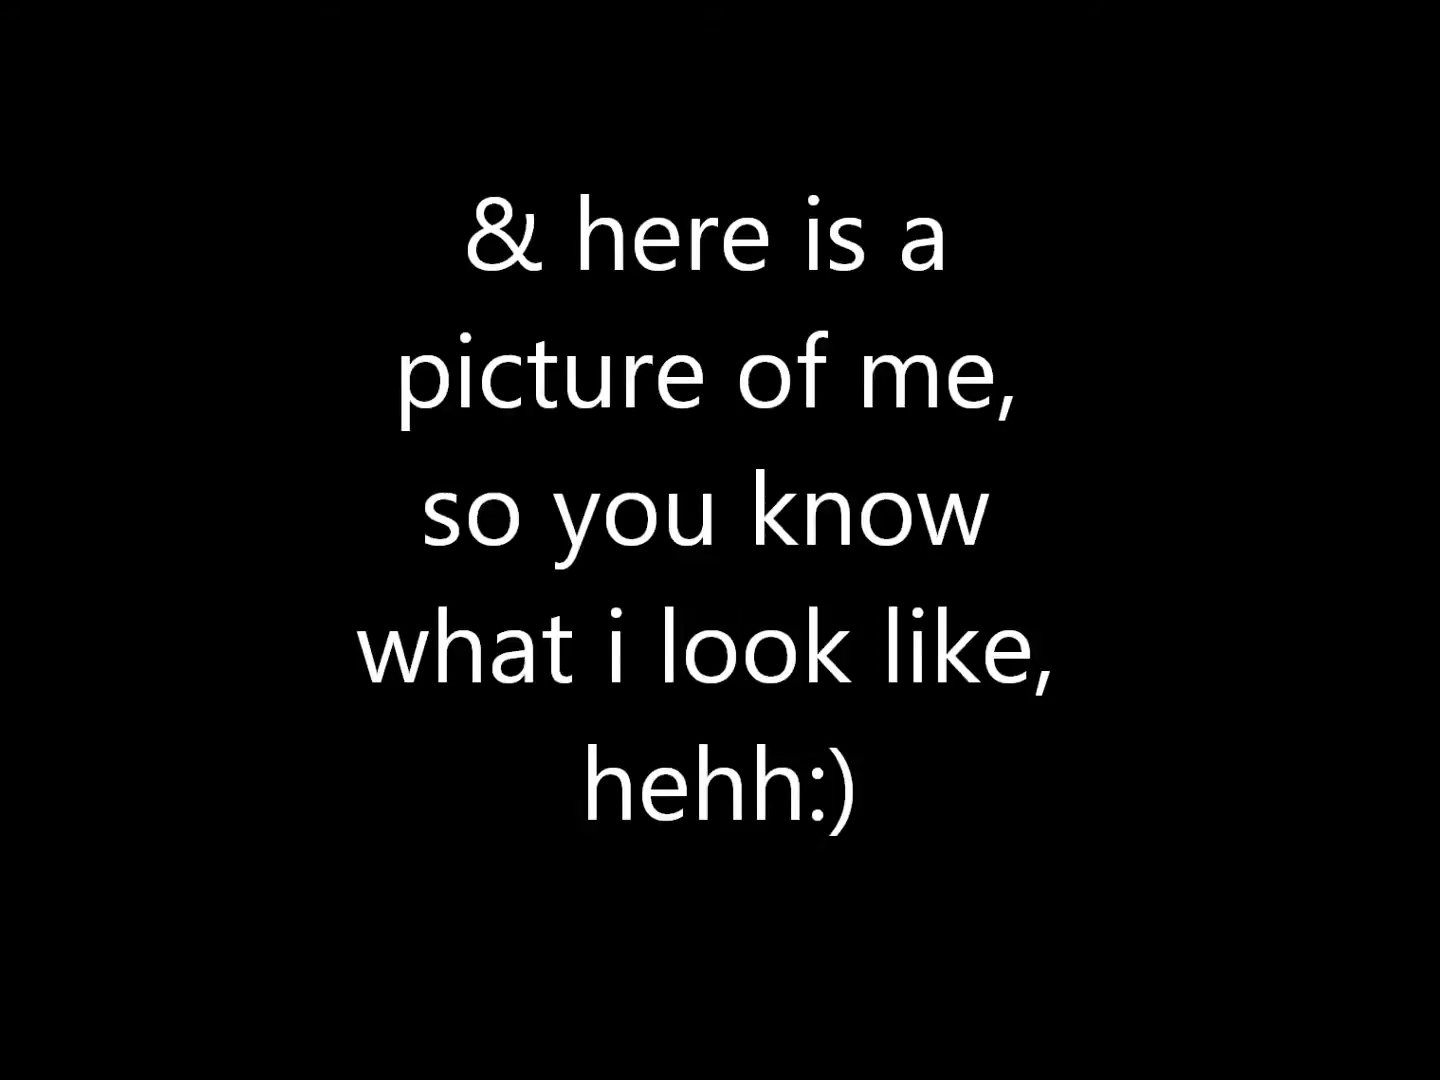 & here is a
picture of me,
so you know
what i look like,
hehh:)